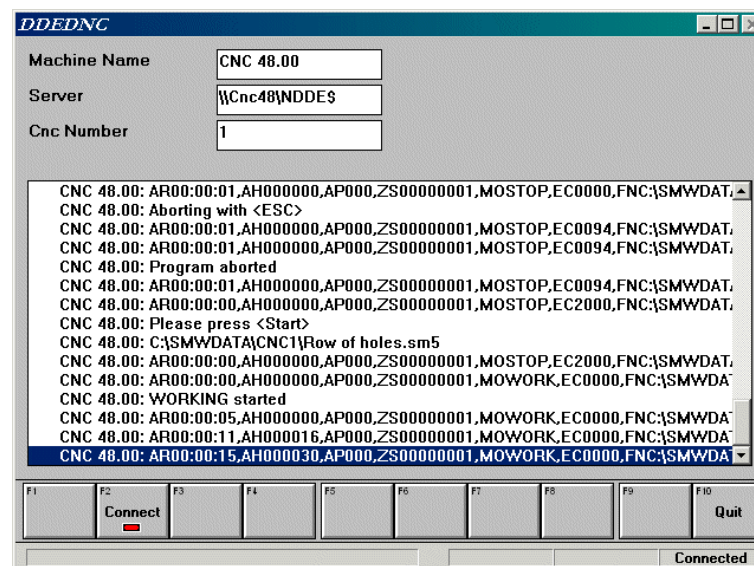 DDEDNC
Machine Name CNC 48.00
Server \\Cnc48\NDDE$
Cnc Number 1
CNC 48.00: AR00:00:01,AH000000,AP000,ZS00000001,MOSTOP,EC0000,FNC:\SMWDATA
CNC 48.00: Aborting with <ESC>
CNC 48.00: AR00:00:01,AH000000,AP000,ZS00000001,MOSTOP,EC0094,FNC:\SMWDATA
CNC 48.00: AR00:00:01,AH000000,AP000,ZS00000001,MOSTOP,EC0094,FNC:\SMWDATA
CNC 48.00: Program aborted
CNC 48.00: AR00:00:01,AH000000,AP000,ZS00000001,MOSTOP,EC0094,FNC:\SMWDATA
CNC 48.00: AR00:00:00,AH000000,AP000,ZS00000001,MOSTOP,EC2000,FNC:\SMWDATA
CNC 48.00: Please press <Start>
CNC 48.00: C:\SMWDATA\CNC1\Row of holes.sm5
CNC 48.00: AR00:00:00,AH000000,AP000,ZS00000001,MOSTOP,EC2000,FNC:\SMWDATA
CNC 48.00: AR00:00:00,AH000000,AP000,ZS00000001,MOWORK,EC0000,FNC:\SMWDAT
CNC 48.00: WORKING started
CNC 48.00: AR00:00:05,AH000000,AP000,ZS00000001,MOWORK,EC0000,FNC:\SMWDAT
CNC 48.00: AR00:00:11,AH000016,AP000,ZS00000001,MOWORK,EC0000,FNC:\SMWDAT
CNC 48.00: AR00:00:15,AH000030,AP000,ZS00000001,MOWORK,EC0000,FNC:\SMWDAT
F1 F2 F3 F4 F5 F6 F7 F8 F9 F10
Connect Quit
Connected